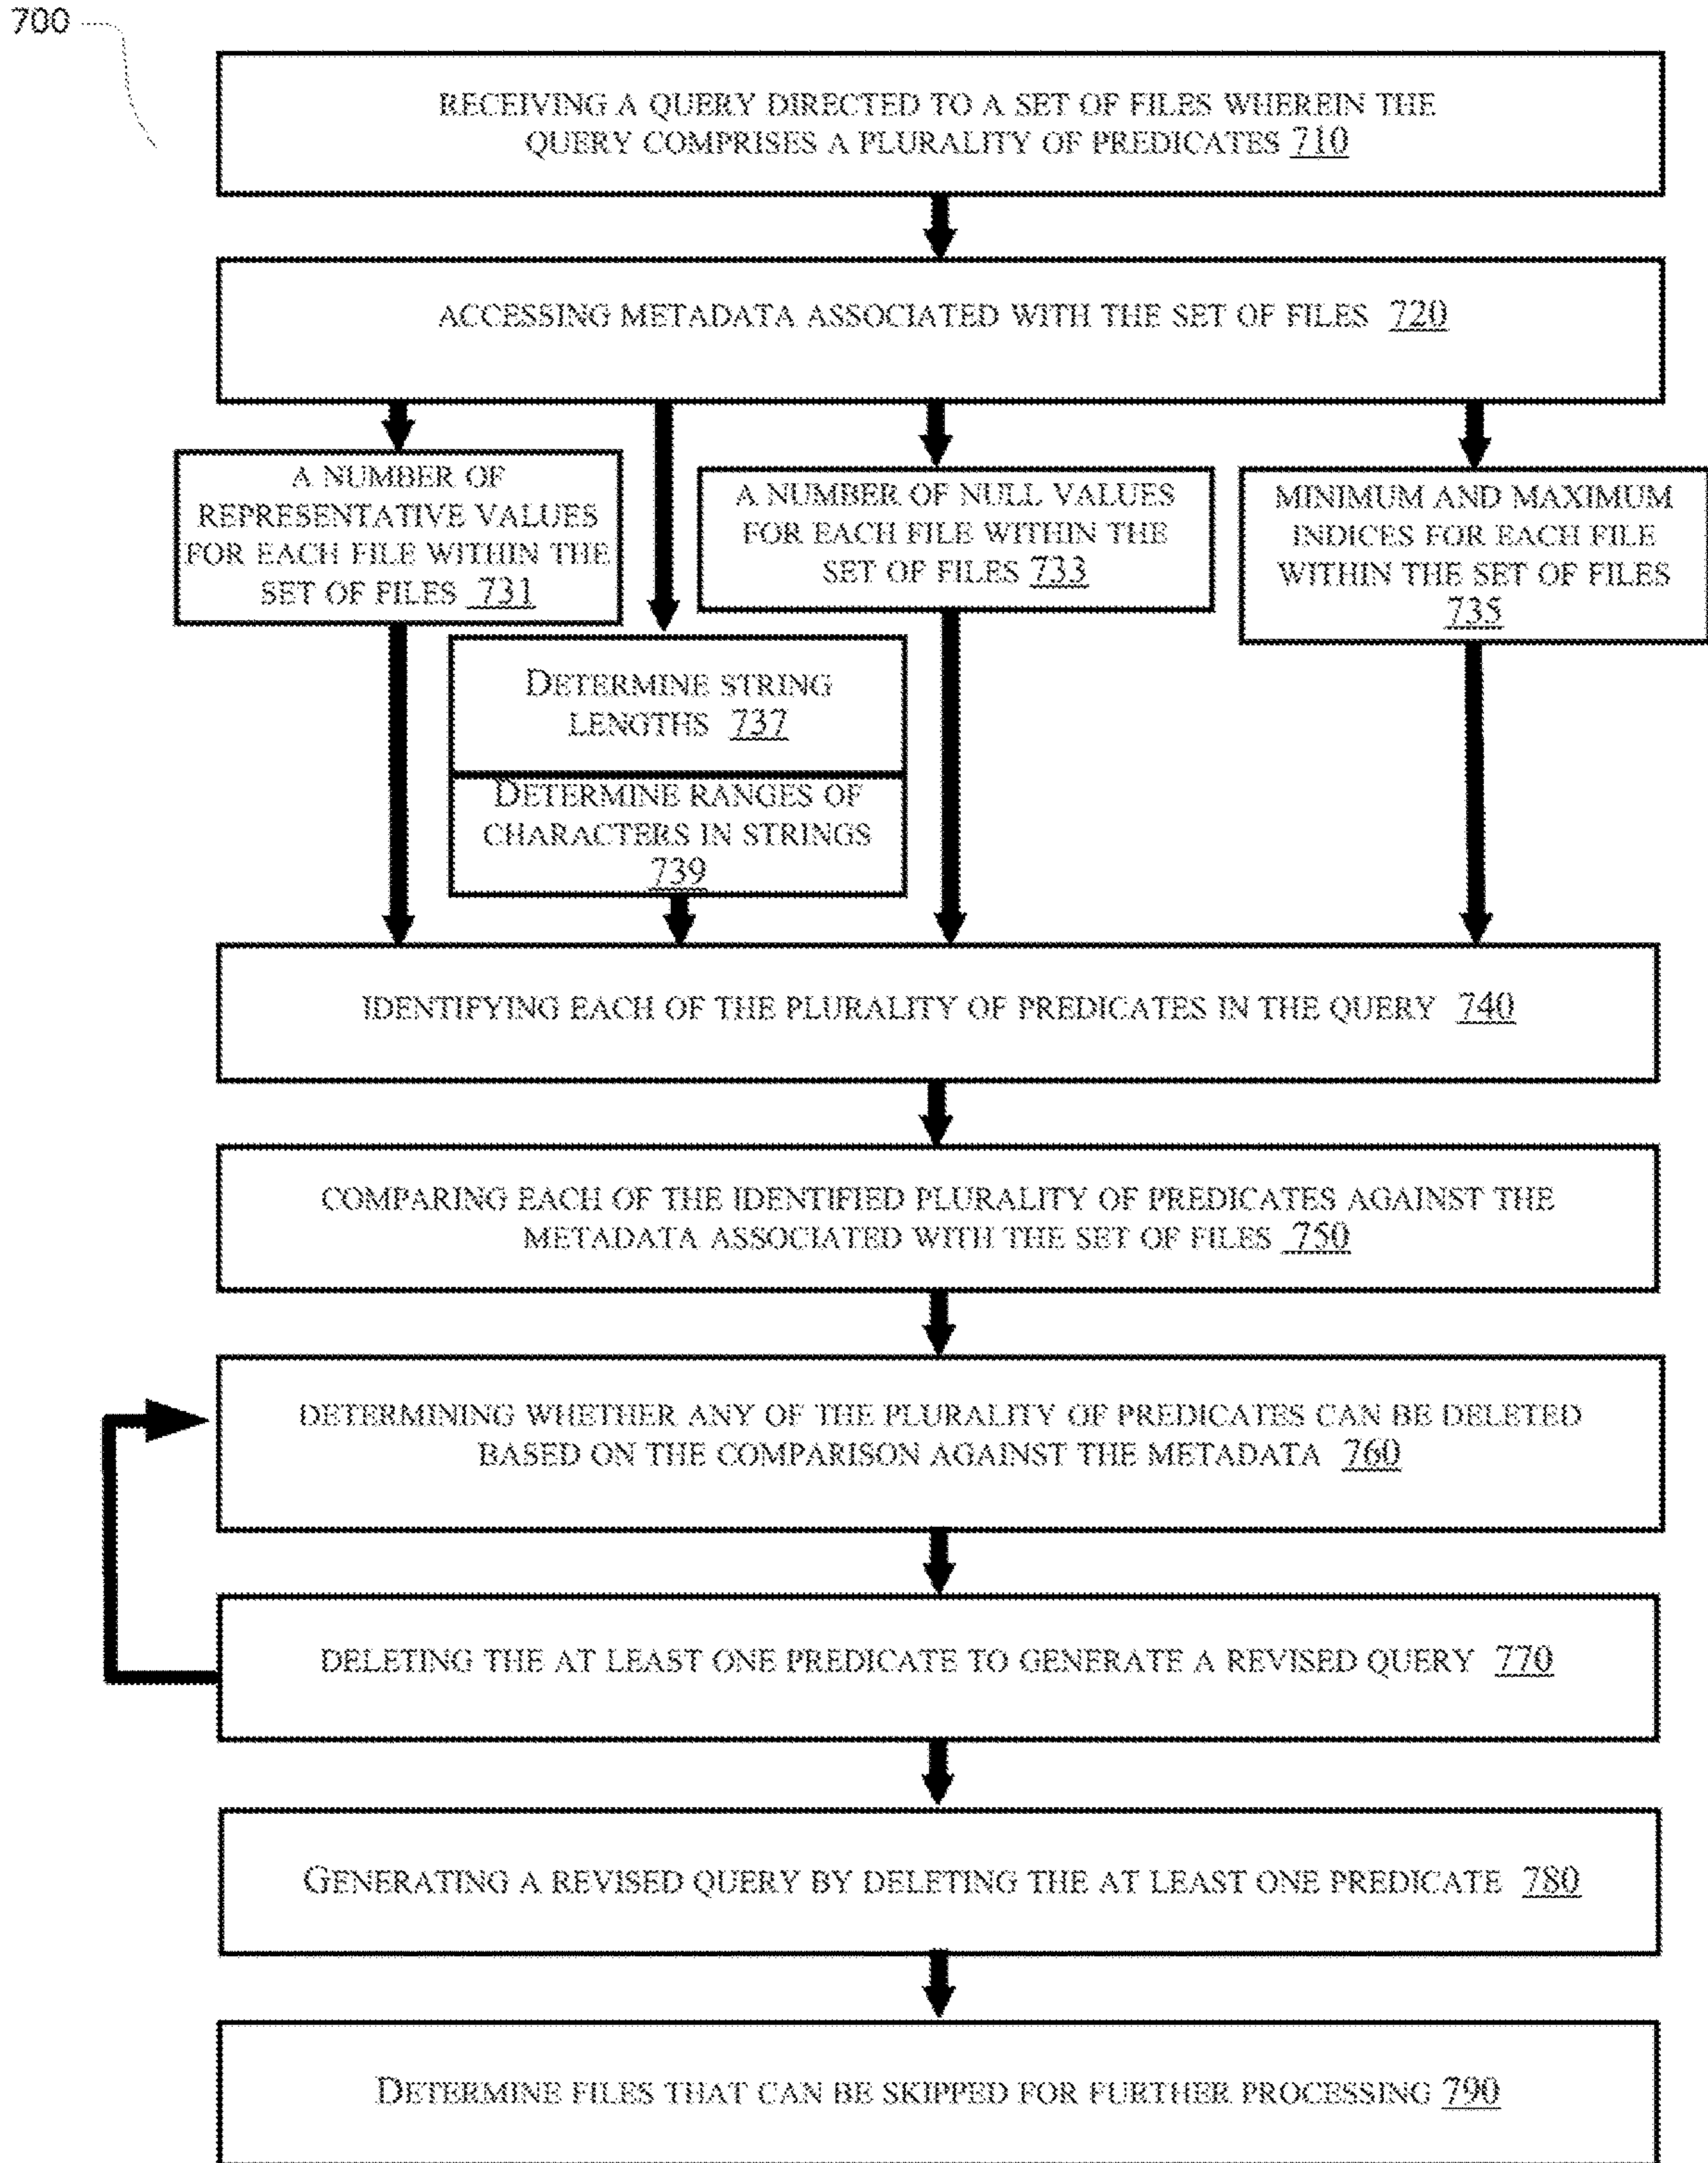 700
RECEIVING A QUERY DIRECTED TO A SET OF FILES WHEREIN THE
QUERY COMPRISES A PLURALITY OF PREDICATES 710
ACCESSING METADATA ASSOCIATED WITH THE SET OF FILES 720
A NUMBER OF
REPRESENTATIVE VALUES
FOR EACH FILE WITHIN THE
SET OF FILES 731
A NUMBER OF NULL VALUES
FOR EACH FILE WITHIN THE
SET OF FILES 733
MINIMUM AND MAXIMUM
INDICES FOR EACH FILE
WITHIN THE SET OF FILES
735
DETERMINE STRING
LENGTHS 737
DETERMINE RANGES OF
CHARACTERS IN STRINGS
739
IDENTIFYING EACH OF THE PLURALITY OF PREDICATES IN THE QUERY 740
COMPARING EACH OF THE IDENTIFIED PLURALITY OF PREDICATES AGAINST THE
METADATA ASSOCIATED WITH THE SET OF FILES 750
DETERMINING WHETHER ANY OF THE PLURALITY OF PREDICATES CAN BE DELETED
BASED ON THE COMPARISON AGAINST THE METADATA 760
DELETING THE AT LEAST ONE PREDICATE TO GENERATE A REVISED QUERY 770
GENERATING A REVISED QUERY BY DELETING THE AT LEAST ONE PREDICATE 780
DETERMINE FILES THAT CAN BE SKIPPED FOR FURTHER PROCESSING 790